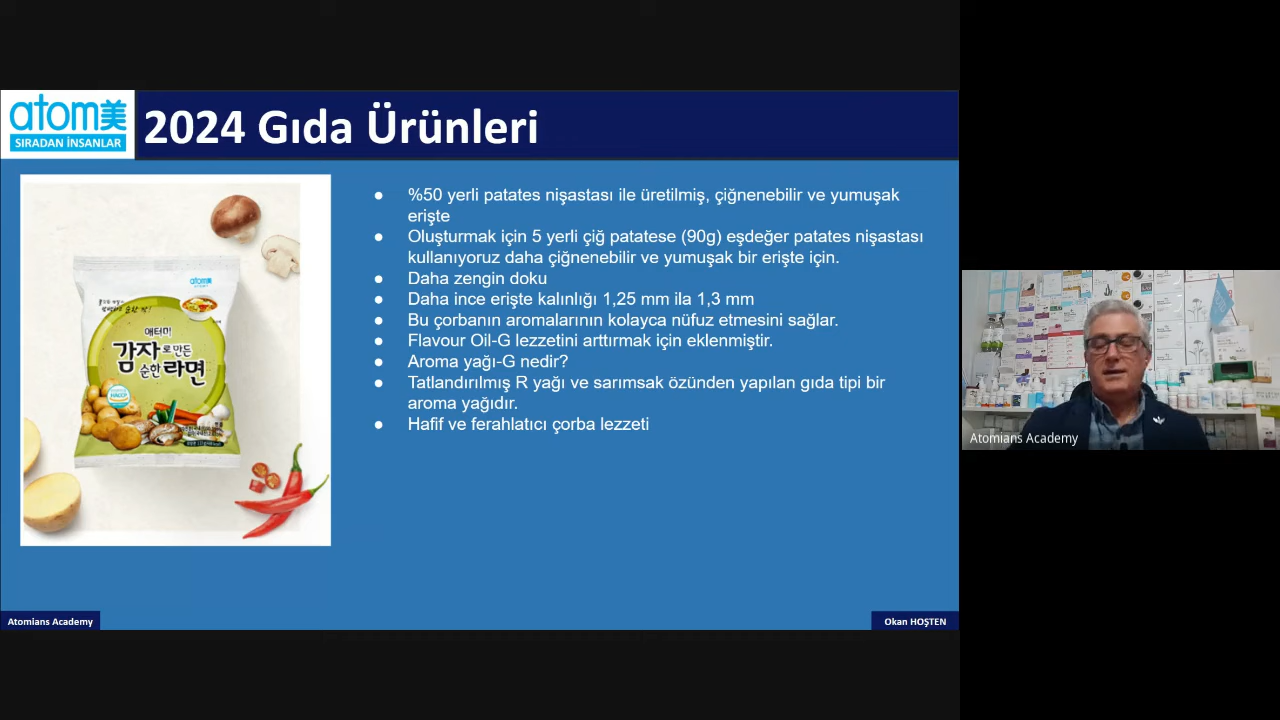 atom美
SIRADAN İNSANLAR
2024 Gıda Ürünleri
● %50 yerli patates nişastası ile üretilmiş, çiğnenebilir ve yumuşak
erişte
● Oluşturmak için 5 yerli çiğ patatese (90g) eşdeğer patates nişastası
kullanıyoruz daha çiğnenebilir ve yumuşak bir erişte için.
● Daha zengin doku
● Daha ince erişte kalınlığı 1,25 mm ila 1,3 mm
● Bu çorbanın aromalarının kolayca nüfuz etmesini sağlar.
● Flavour Oil-G lezzetini arttırmak için eklenmiştir.
● Aroma yağı-G nedir?
● Tatlandırılmış R yağı ve sarımsak özünden yapılan gıda tipi bir
aroma yağıdır.
● Hafif ve ferahlatıcı çorba lezzeti
atom美
애터미
감자로 만든
순한 라면
HACCP
Atomians Academy
Okan HOŞTEN
Atomians Academy